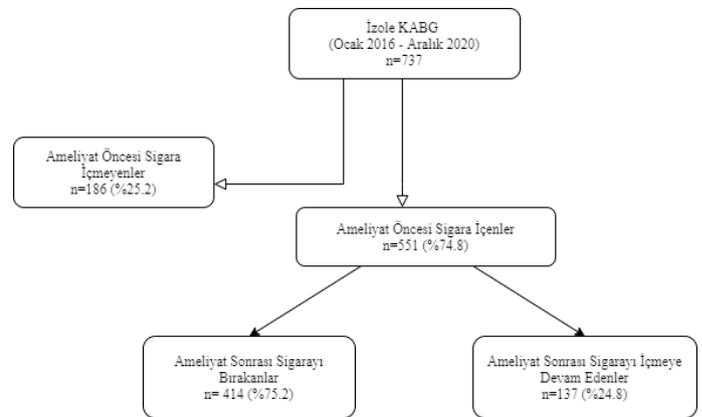 İzole KABG
(Ocak 2016 - Aralık 2020)
n=737
Ameliyat Öncesi Sigara
İçmeyenler
n=186 (%25.2)
Ameliyat Öncesi Sigara İçenler
n=551 (%74.8)
Ameliyat Sonrası Sigarayı
Bırakanlar
n= 414 (%75.2)
Ameliyat Sonrası Sigarayı İçmeye
Devam Edenler
n=137 (%24.8)